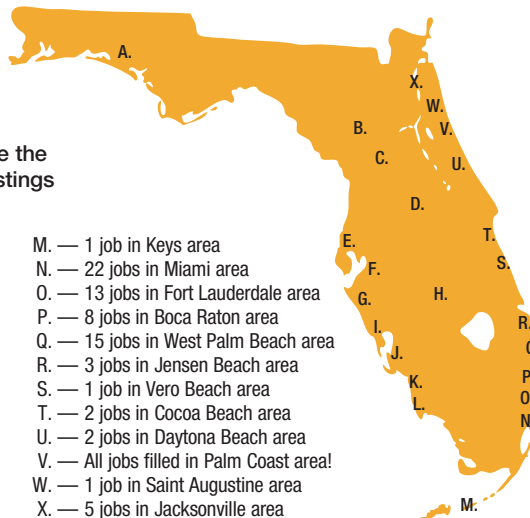 e the
stings
M. — 1 job in Keys area
N. — 22 jobs in Miami area
O. — 13 jobs in Fort Lauderdale area
P. — 8 jobs in Boca Raton area
Q. — 15 jobs in West Palm Beach area
R. — 3 jobs in Jensen Beach area
S. — 1 job in Vero Beach area
T. — 2 jobs in Cocoa Beach area
U. — 2 jobs in Daytona Beach area
V. — All jobs filled in Palm Coast area!
W. — 1 job in Saint Augustine area
X. — 5 jobs in Jacksonville area
A.
X.
W.
B.
V.
C.
U.
D.
T.
E.
S.
F.
H.
G.
R.
I.
J.
P
K.
O
L.
N
M.